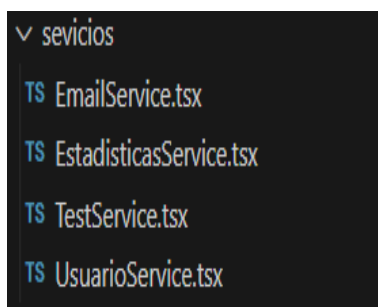 sevicios
TS EmailService.tsx
TS EstadisticasService.tsx
TS TestService.tsx
TS UsuarioService.tsx